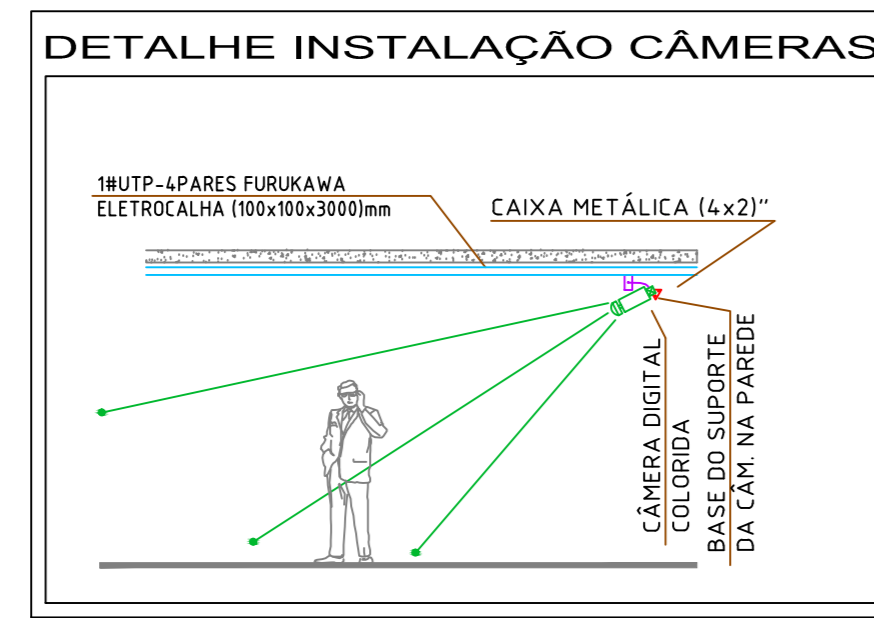 DETALHE INSTALAÇÃO CÂMERAS
1#UTP-4PARES FURUKAWA
ELETROCALHA (100x100x3000)mm
CAIXA METÁLICA (4x2)"
CÂMERA DIGITAL
COLORIDA
BASE DO SUPORTE
DA CÂM. NA PAREDE